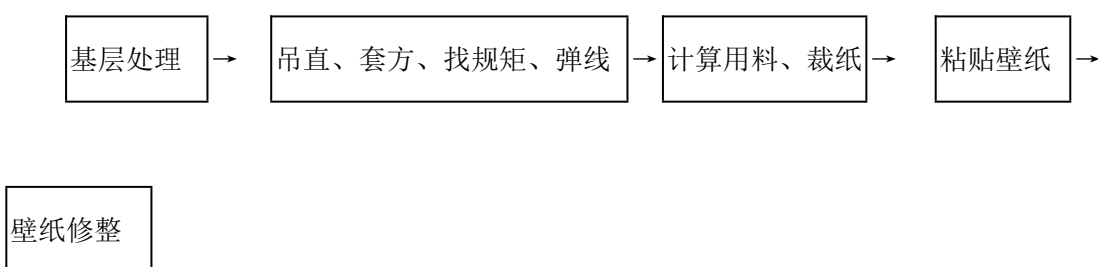 基层处理 → 吊直、套方、找规矩、弹线 → 计算用料、裁纸 → 粘贴壁纸 →
壁纸修整